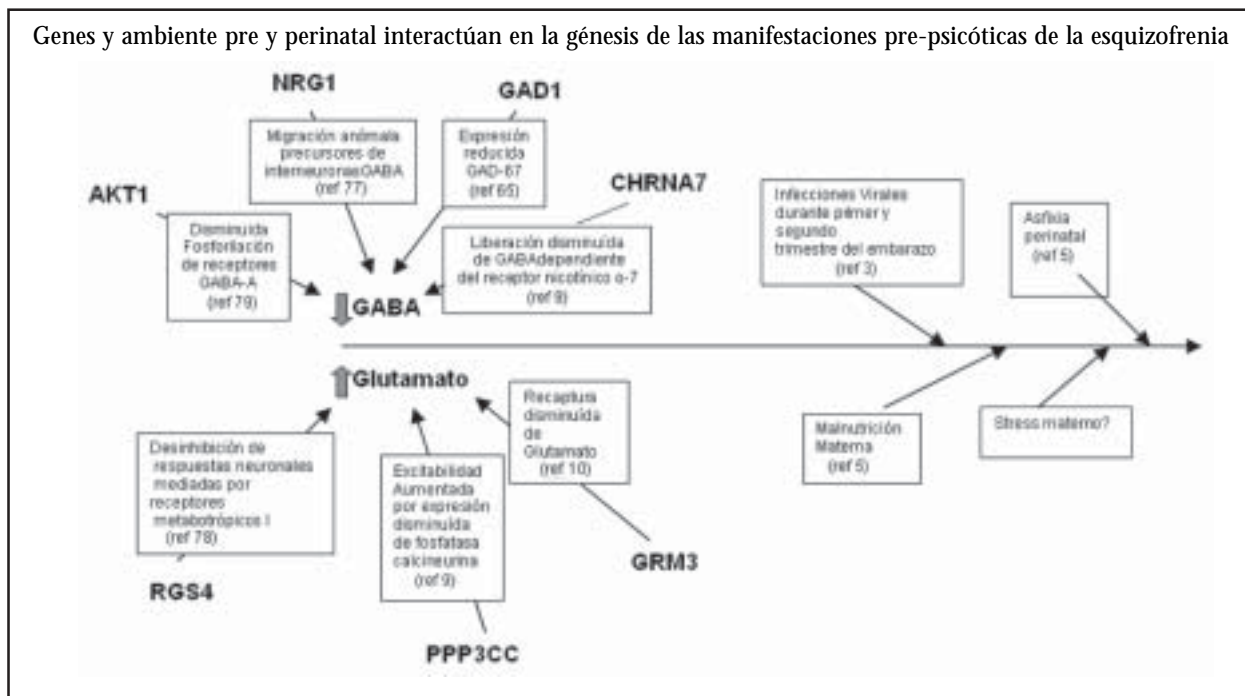 Genes y ambiente pre y perinatal interactúan en la génesis de las manifestaciones pre-psicóticas de la esquizofrenia
NRG1
GAD1
Migración anómala
precursores de
interneuronasGABA
(ref 77)
Expresión
reducida
GAD-67
(ref 65)
AKT1
CHRNA7
Disminuida
Fosforilación
de receptores
GABA-A
(ref 79)
Liberación disminuída
de GABAdependiente
del receptor nicotínico α-7
(ref 9)
Infecciones Virales
durante primer y
segundo
trimestre del embarazo
(ref 3)
Asfixia
perinatal
(ref 5)
GABA
Glutamato
Recaptura
disminuída
de
Glutamato
(ref 10)
Malnutrición
Materna
(ref 5)
Stress materno?
Desinhibición de
respuestas neuronales
mediadas por
receptores
metabotrópicos I
(ref 78)
Excitabilidad
Aumentada
por expresión
disminuída
de fosfatasa
calcineurina
(ref 9)
GRM3
RGS4
PPP3CC